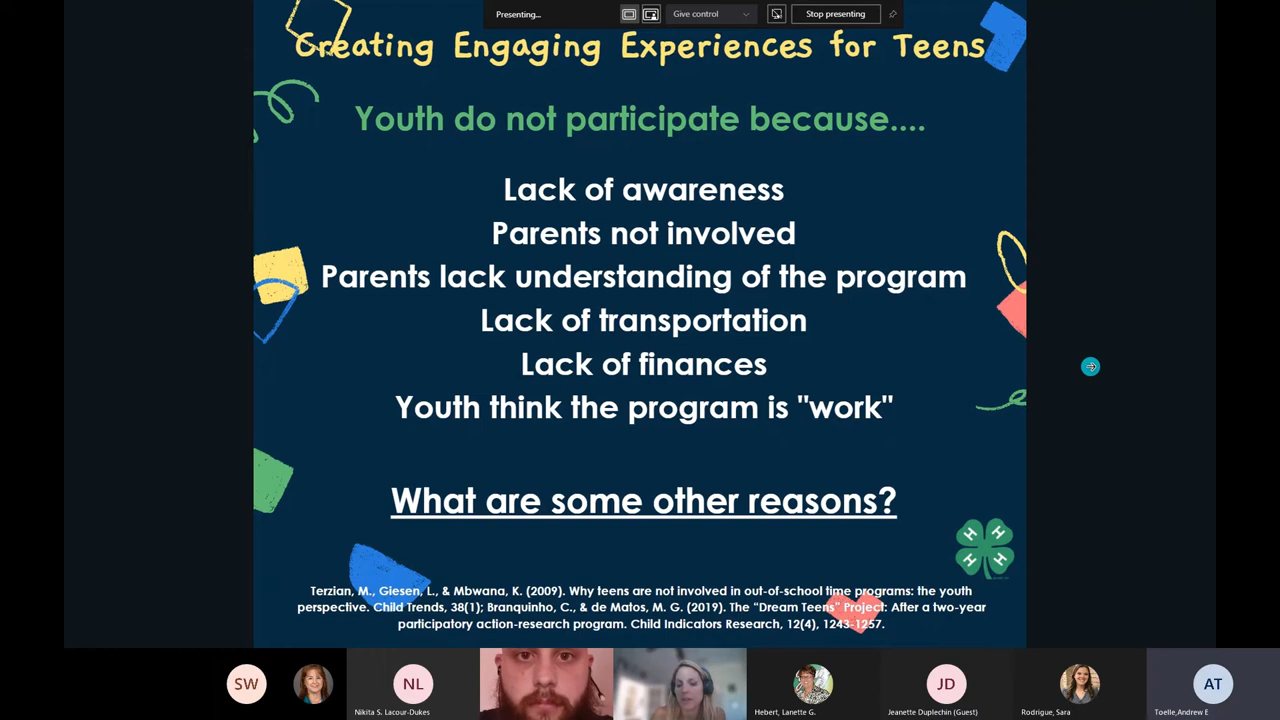 Presenting...
Give control
Stop presenting
Creating Engaging Experiences for Teens
Youth do not participate because....
Lack of awareness
Parents not involved
Parents lack understanding of the program
Lack of transportation
Lack of finances
Youth think the program is "work"
What are some other reasons?
H H
H H
Terzian, M., Giesen, L., & Mbwana, K. (2009). Why teens are not involved in out-of-school time programs: the youth
perspective. Child Trends, 38(1); Branquinho, C., & de Matos, M. G. (2019). The "Dream Teens" Project: After a two-year
participatory action-research program. Child Indicators Research, 12(4), 1243-1257.
SW
NL
JD
AT
Nikita S. Lacour-Dukes
Hebert, Lanette G.
Jeanette Duplechin (Guest)
Rodrigue, Sara
Toelle,Andrew E